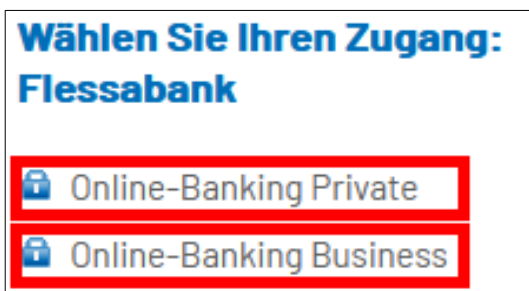 Wählen Sie Ihren Zugang:
Flessabank
Online-Banking Private
Online-Banking Business